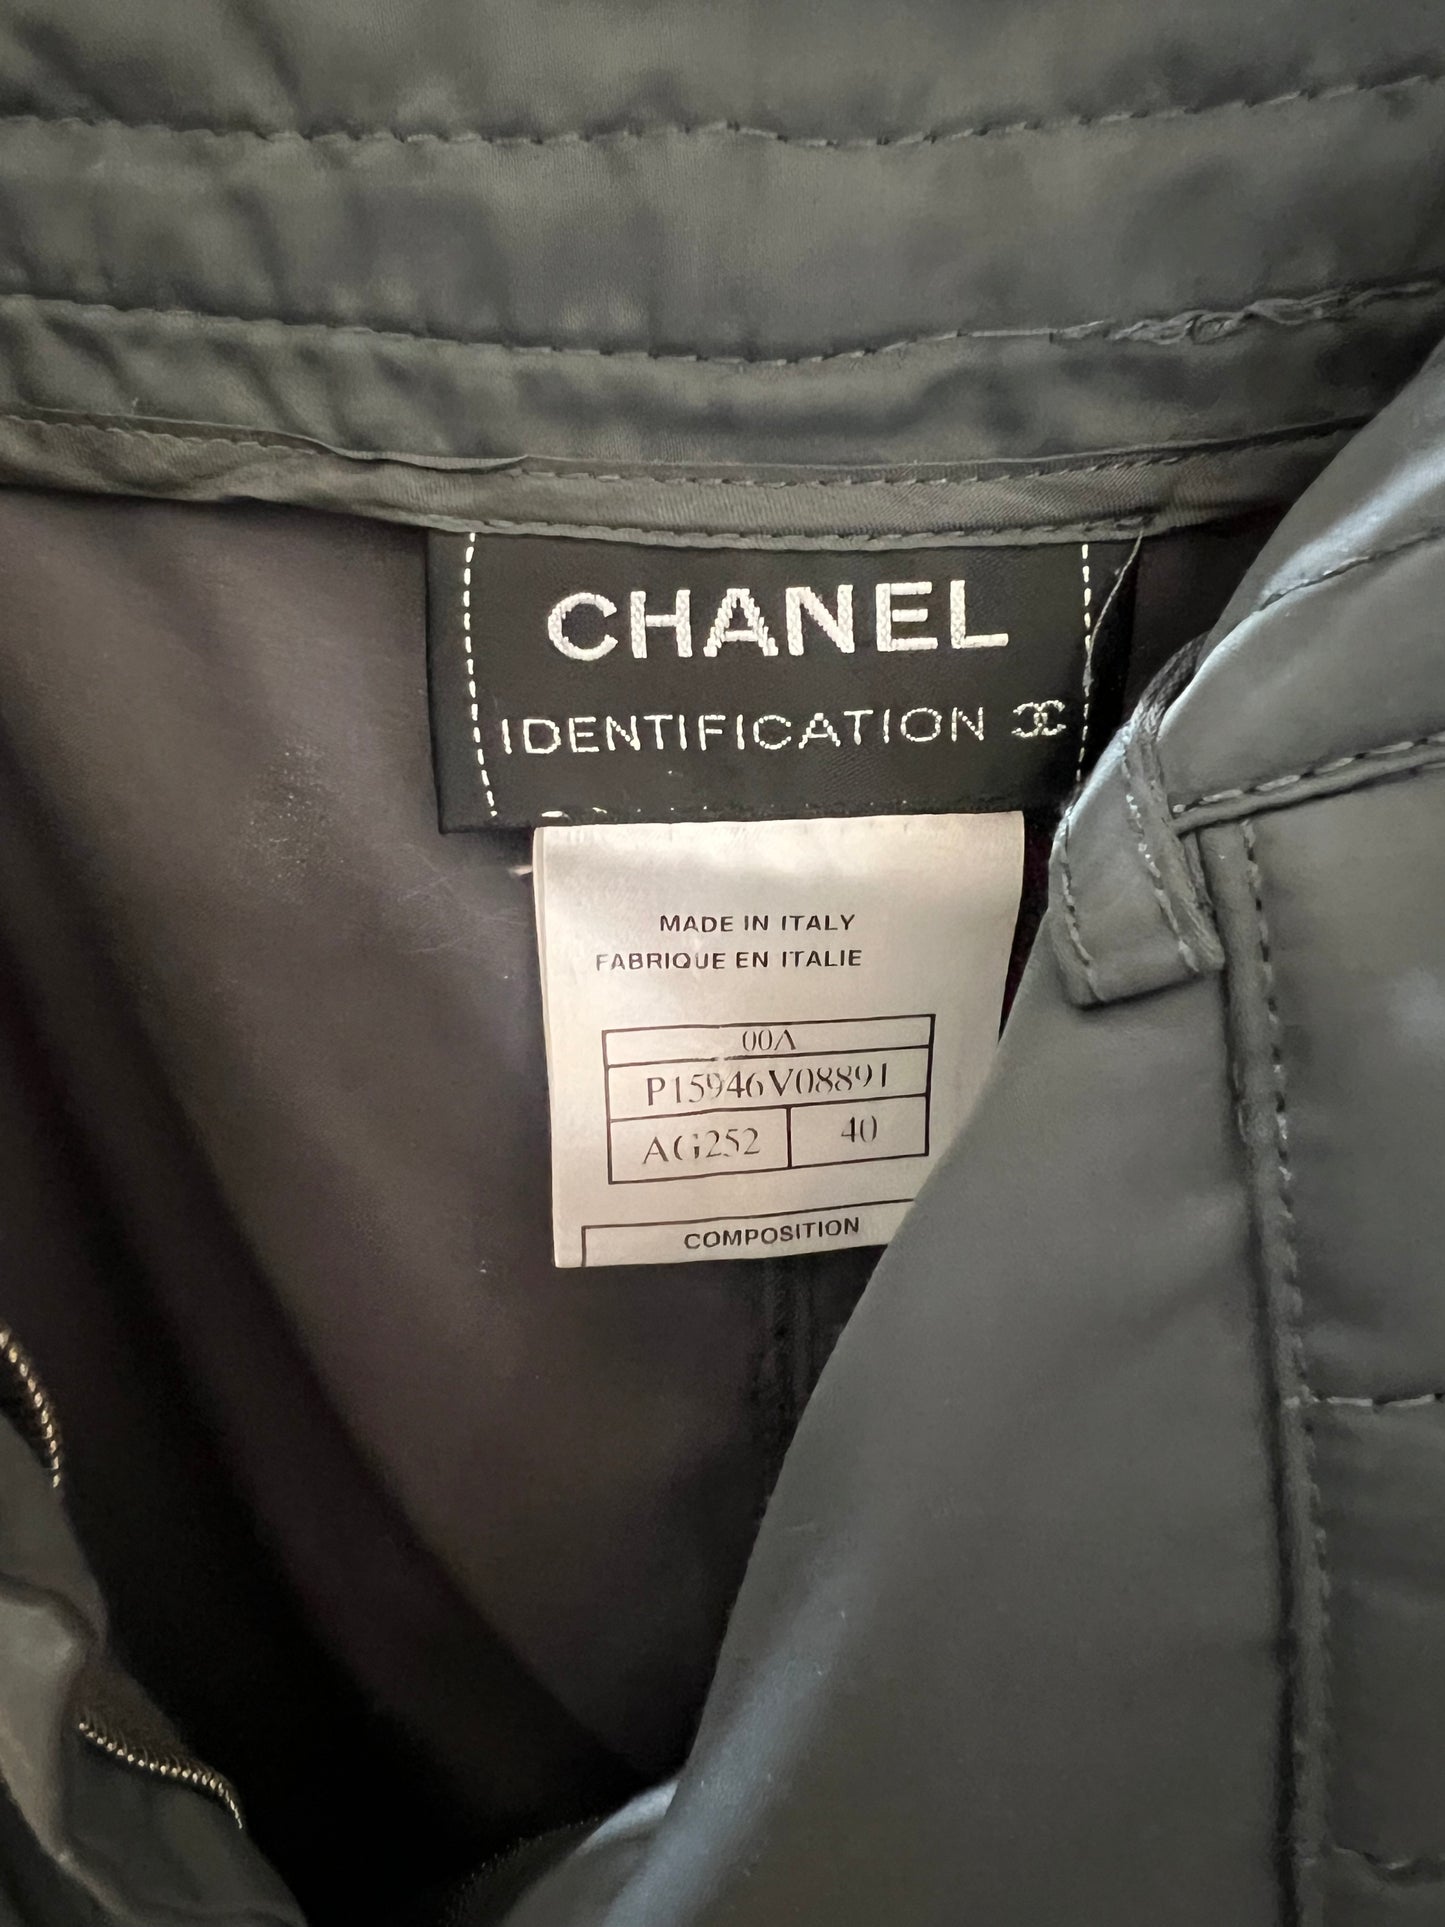 CHANEL
IDENTIFICATION
MADE IN ITALY
FABRIQUE EN ITALIE
00A
P15946V08891
AG252 40
COMPOSITION